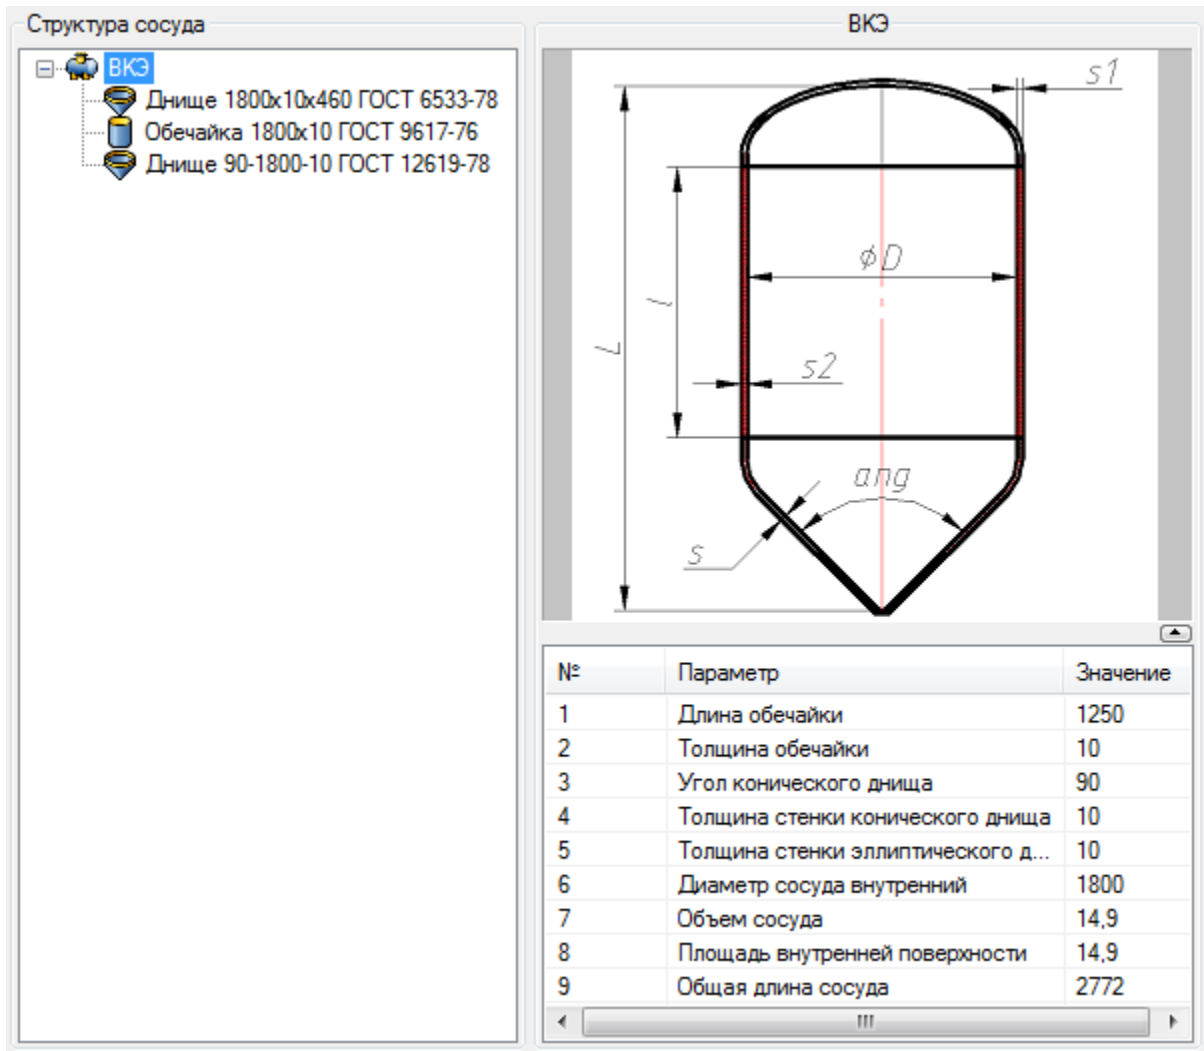 Структура сосуда
ВКЭ
Днище 1800x10x460 ГОСТ 6533-78
Обечайка 1800x10 ГОСТ 9617-76
Днище 90-1800-10 ГОСТ 12619-78
ВКЭ
s1
ϕD
l
L
s2
ang
s
№ Параметр Значение
1 Длина обечайки 1250
2 Толщина обечайки 10
3 Угол конического днища 90
4 Толщина стенки конического днища 10
5 Толщина стенки эллиптического д... 10
6 Диаметр сосуда внутренний 1800
7 Объем сосуда 14,9
8 Площадь внутренней поверхности 14,9
9 Общая длина сосуда 2772